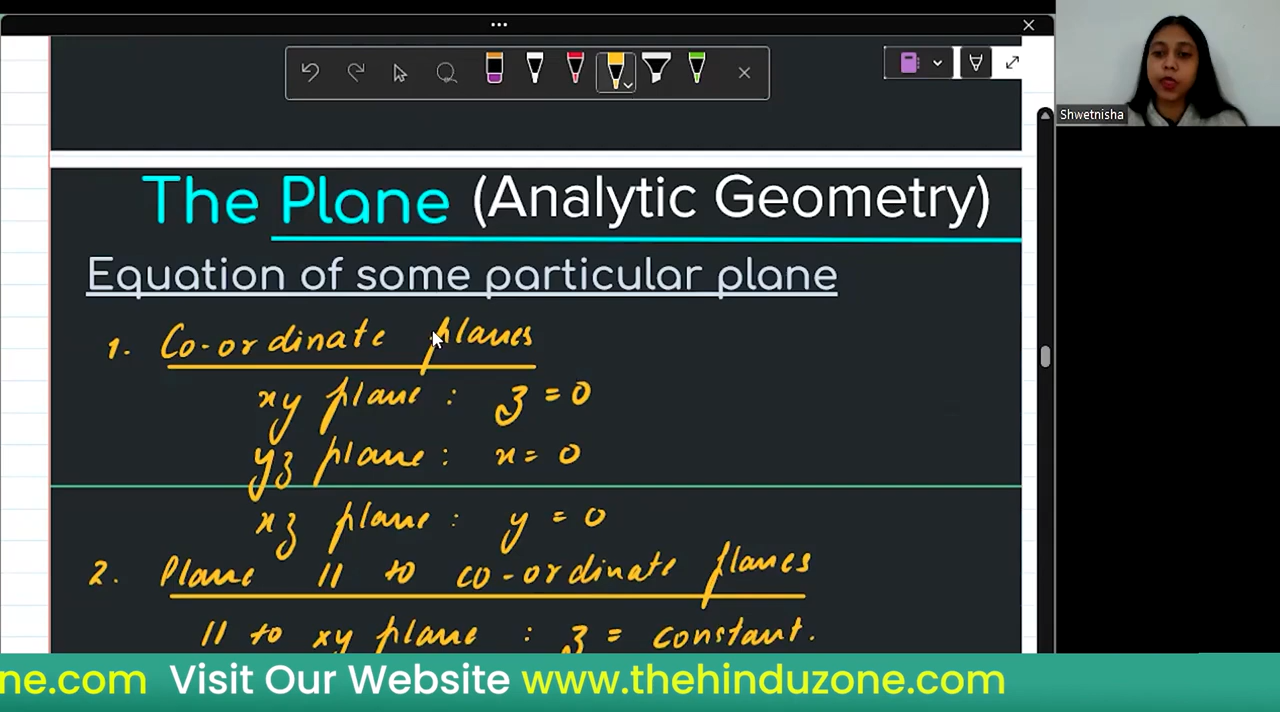 Shwetnisha
The Plane (Analytic Geometry)
Equation of some particular plane
1. Co-ordinate planes
xy plane : z = 0
yz plane : x = 0
xz plane : y = 0
2. Plane || to co-ordinate planes
|| to xy plane : z = constant.
ne.com Visit Our Website www.thehinduzone.com